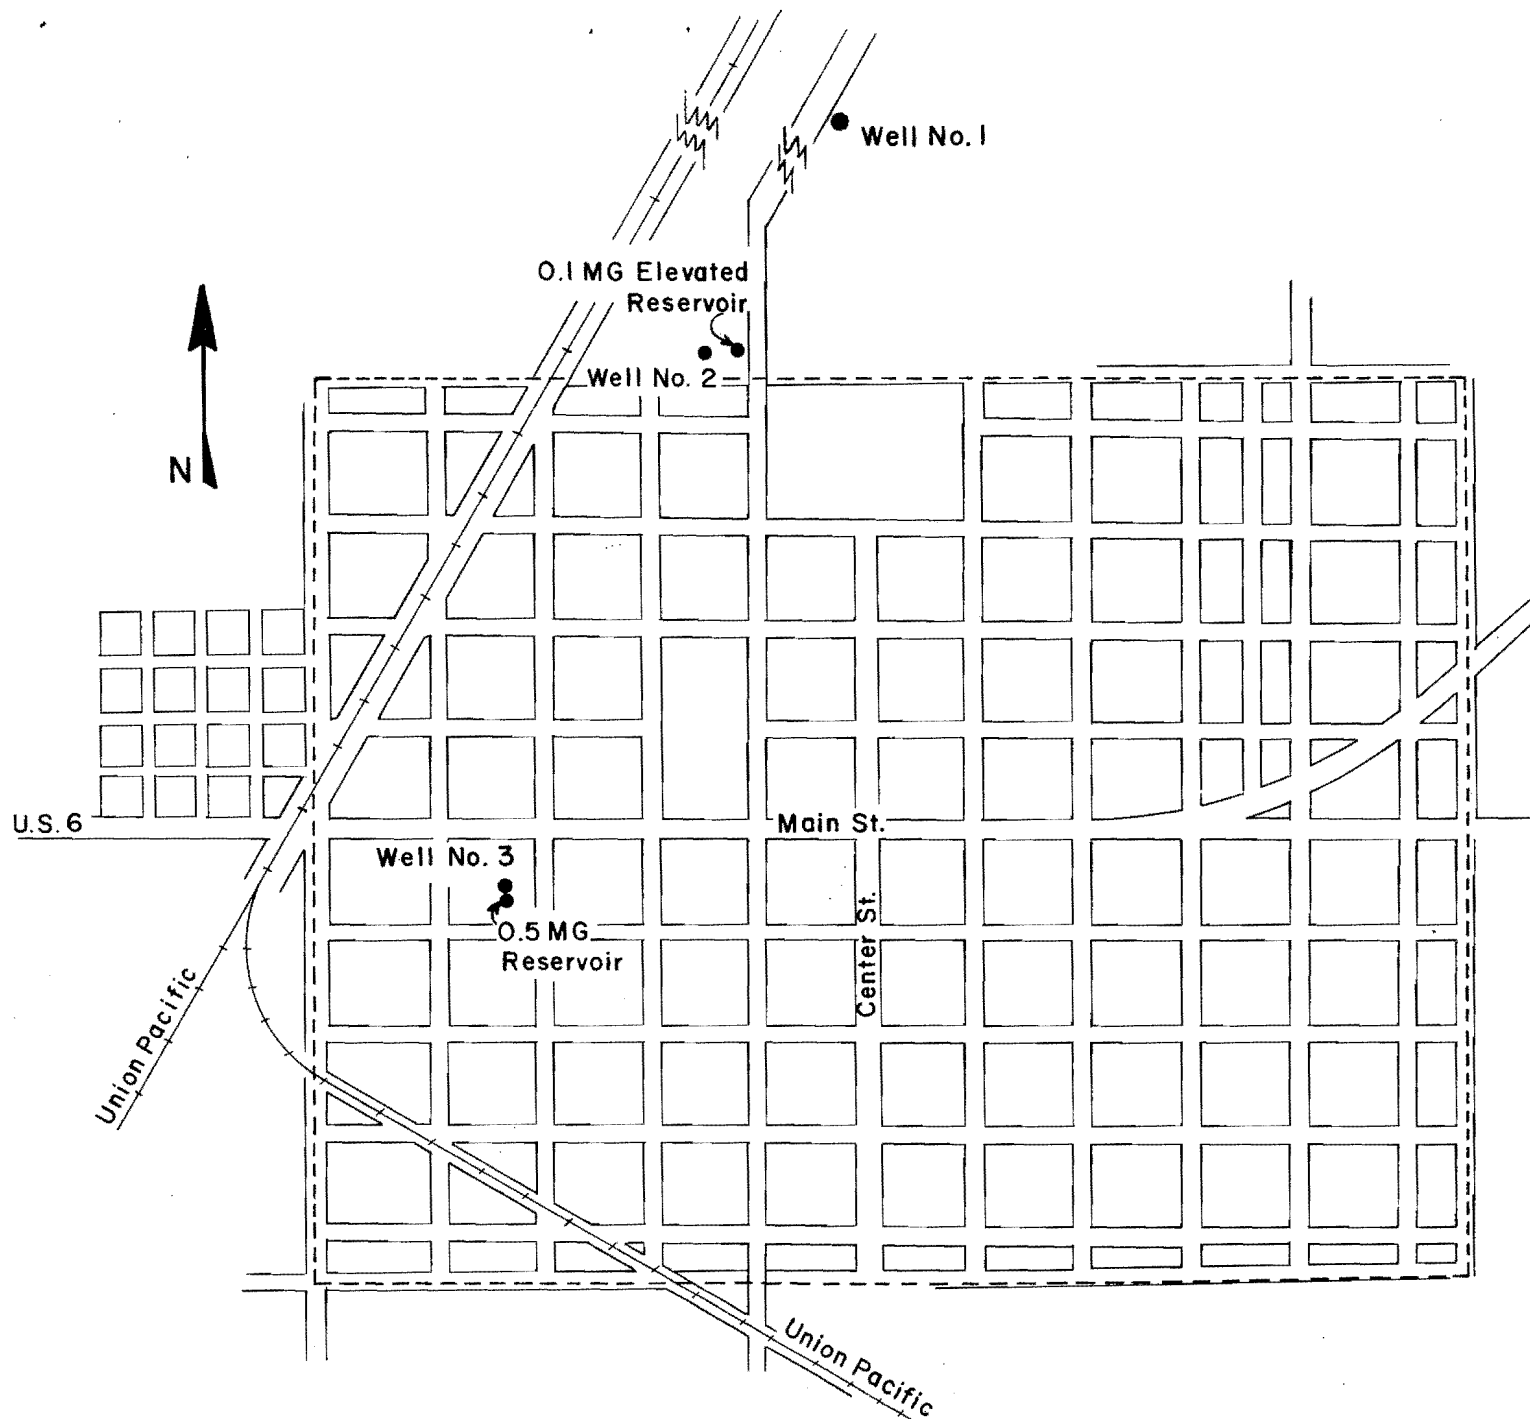 Well No. 1
0.1 MG Elevated
Reservoir
Well No. 2
N
U.S. 6
Main St.
Well No. 3
0.5 MG
Reservoir
Center St.
Union Pacific
Union Pacific